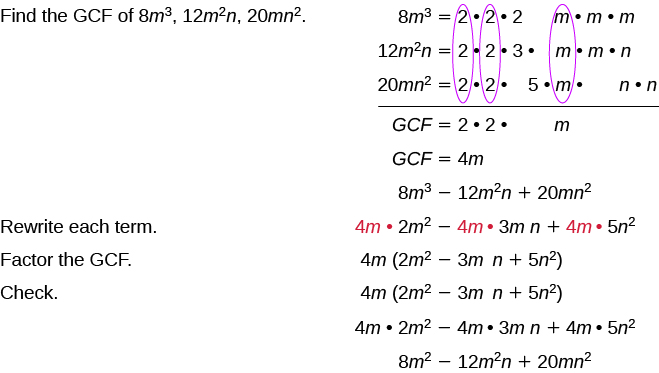 Find the GCF of 8m³, 12m²n, 20mn². 8m³ = 2 • 2 • 2 m • m • m
12m²n = 2 • 2 • 3 • m • m • n
20mn² = 2 • 2 • 5 • m • n • n
GCF = 2 • 2 • m
GCF = 4m
8m³ − 12m²n + 20mn²
Rewrite each term. 4m • 2m² − 4m • 3m n + 4m • 5n²
Factor the GCF. 4m (2m² − 3m n + 5n²)
Check. 4m (2m² − 3m n + 5n²)
4m • 2m² − 4m • 3m n + 4m • 5n²
8m² − 12m²n + 20mn²